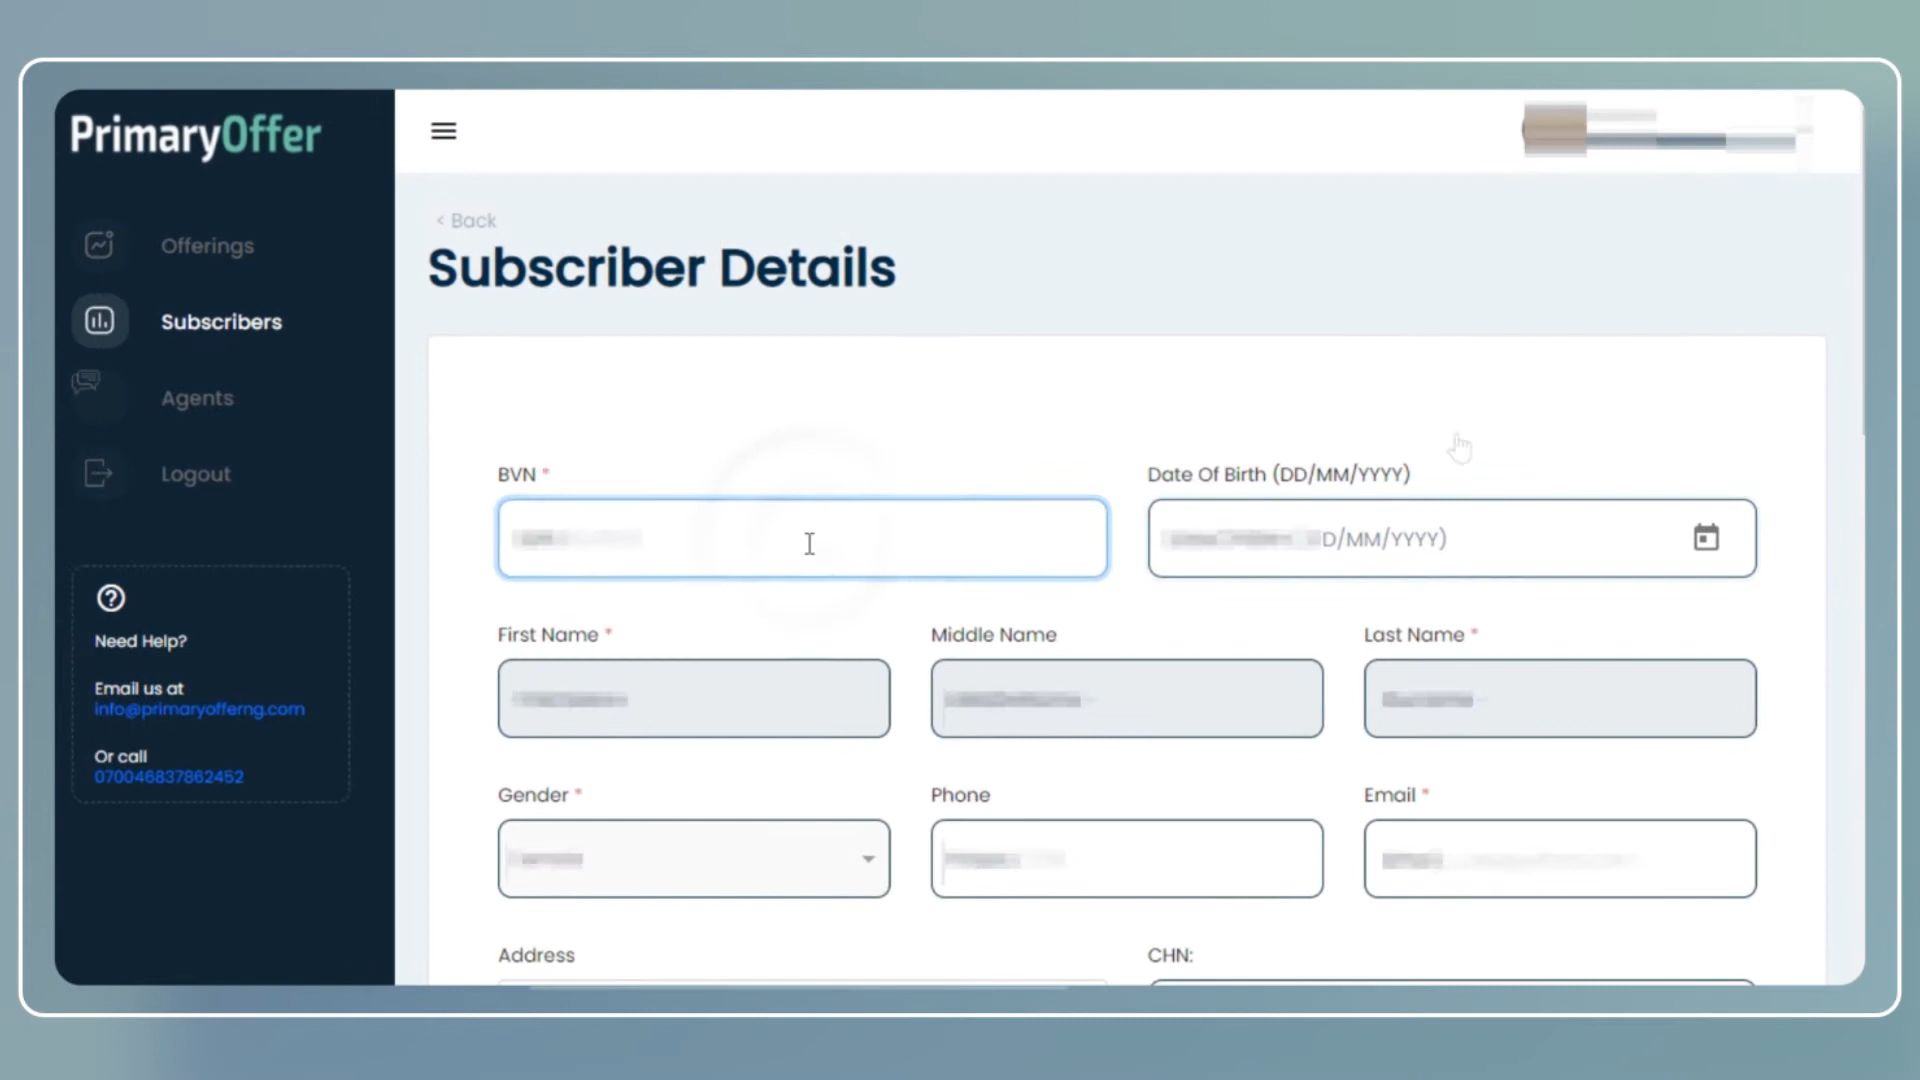 PrimaryOffer
Offerings
Subscribers
Agents
Logout
Need Help?
Email us at
info@primaryofferng.com
Or call
070046837862452
< Back
Subscriber Details
BVN *
Date Of Birth (DD/MM/YYYY)
D/MM/YYYY)
First Name *
Middle Name
Last Name *
Gender *
Phone
Email *
Address
CHN: